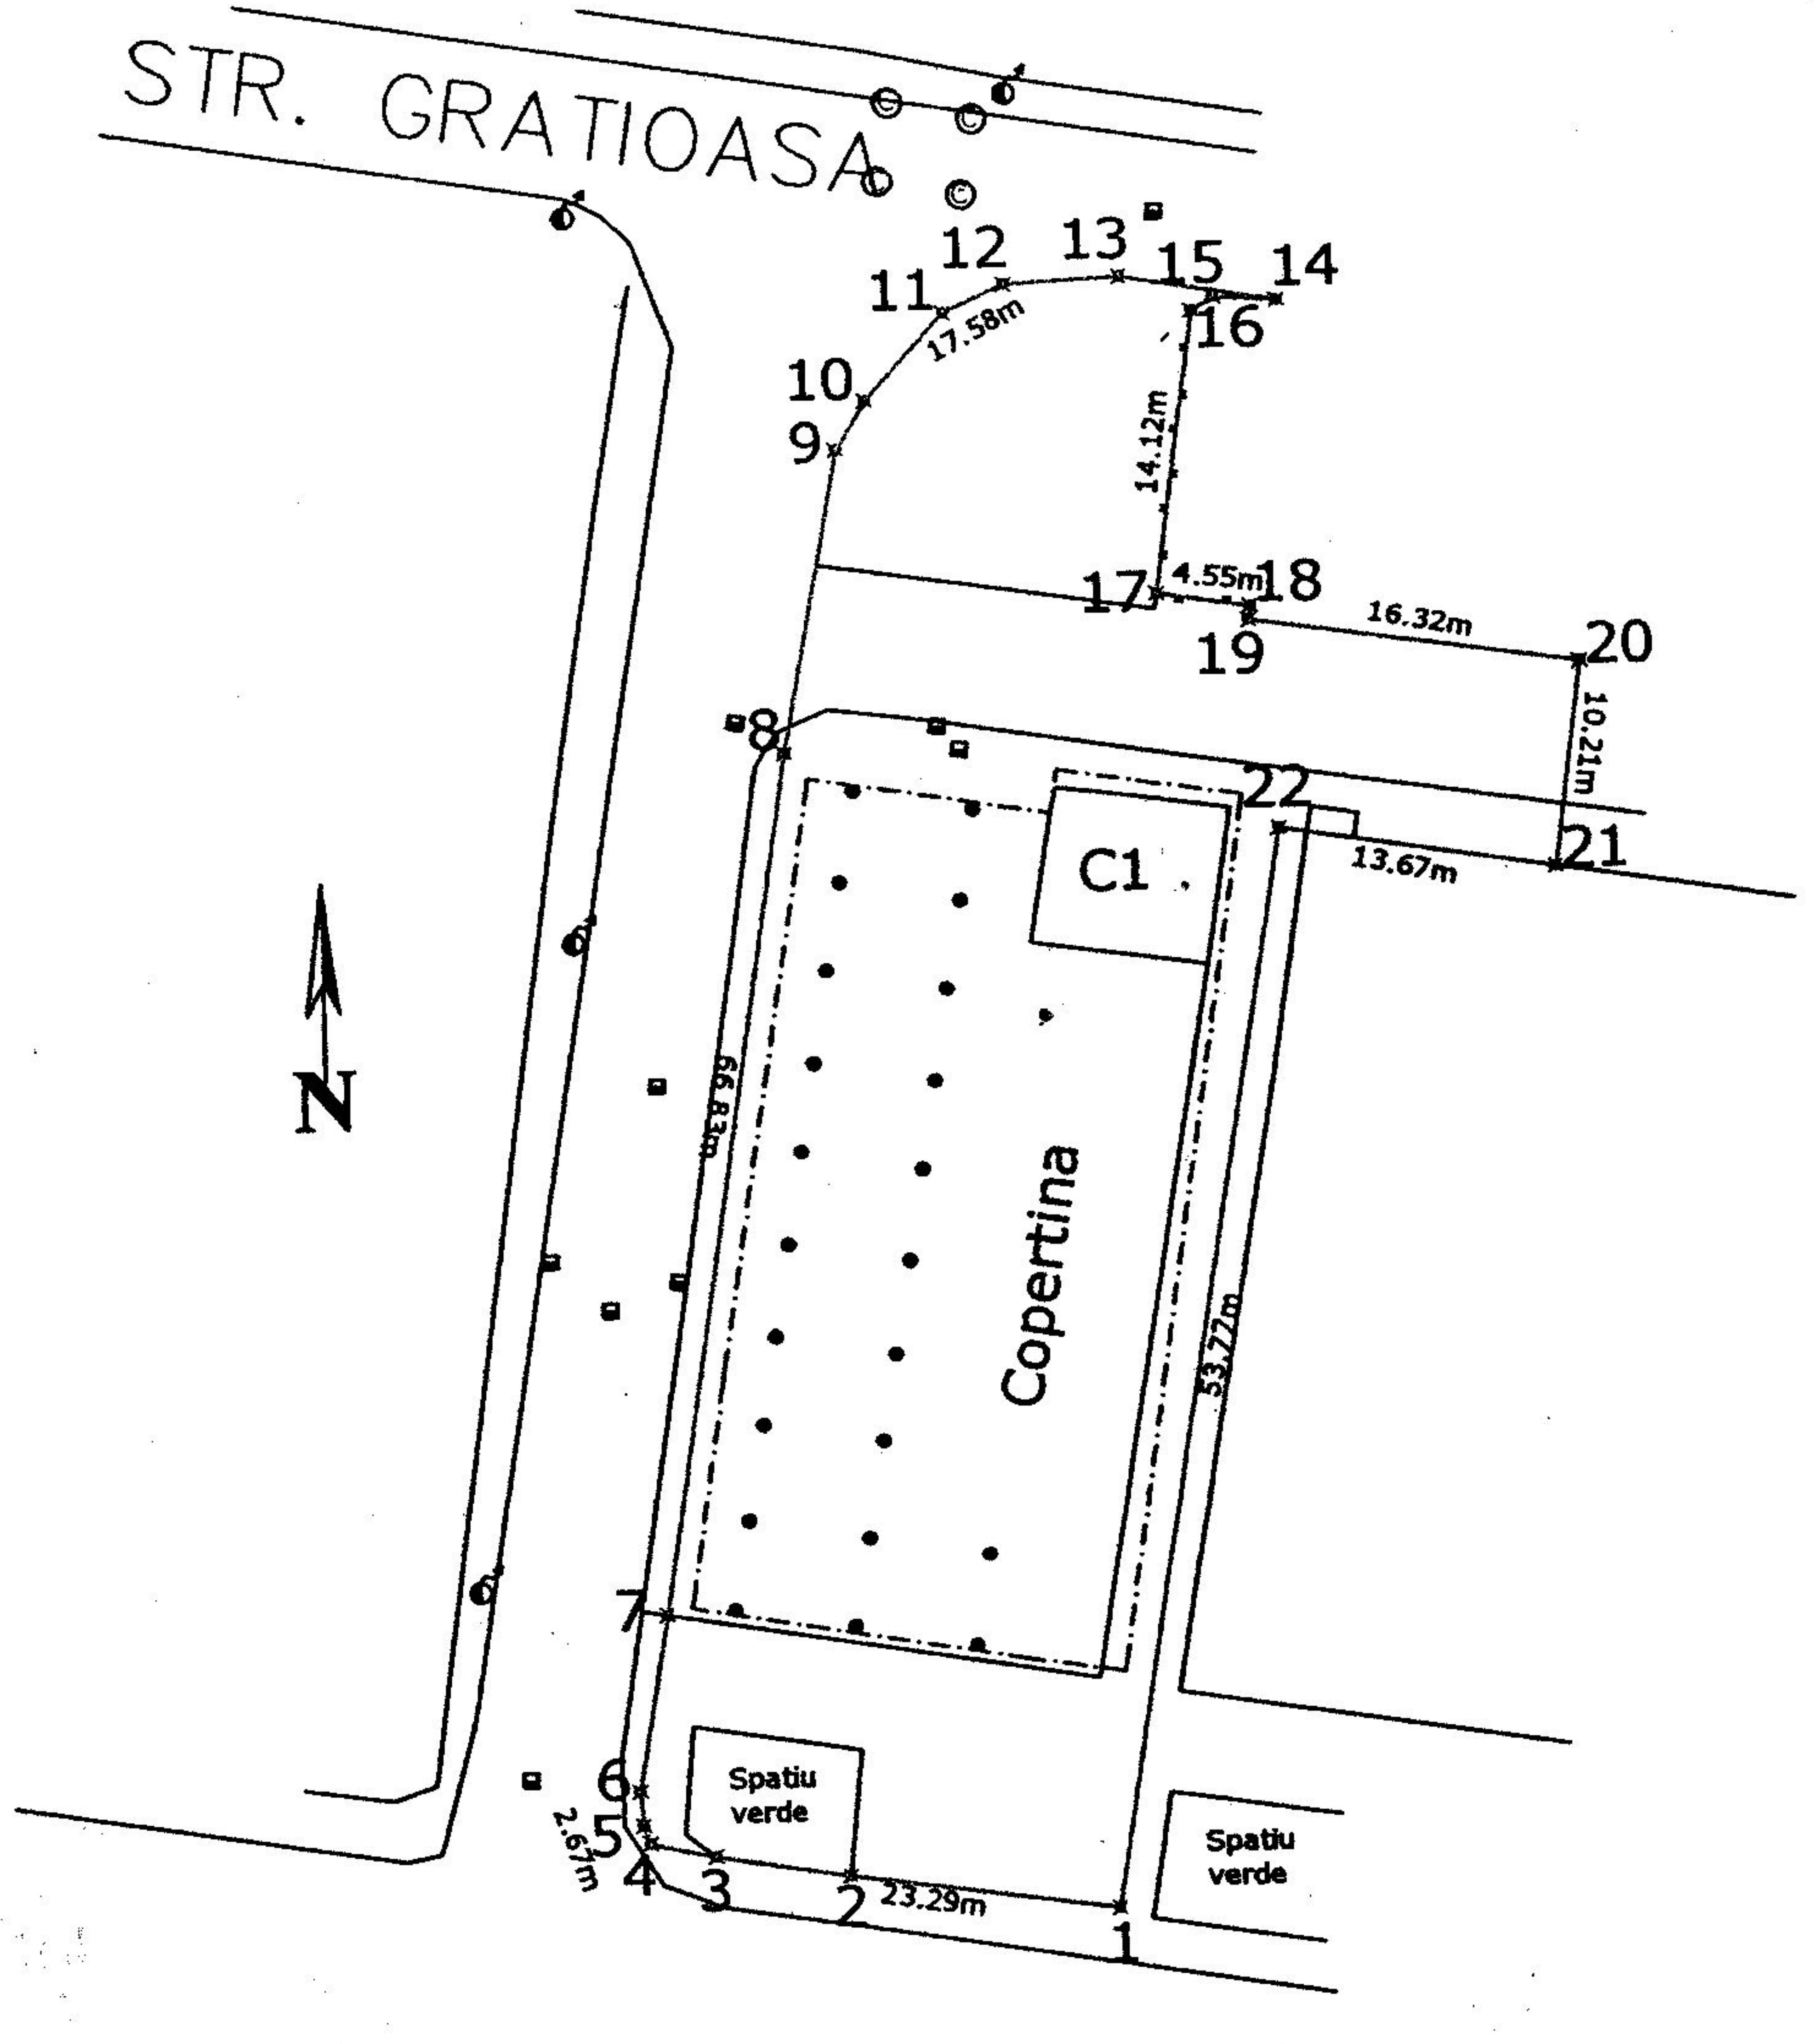 STR. GRATIOASA
13
12
15
14
11
17.58m
16
10
9
14.12m
17
4.55m
18
16.32m
19
20
10.21m
8
22
21
13.67m
C1
N
66.83m
Copertina
53.77m
7
6
Spatiu
verde
5
2.67m
4
3
2
23.29m
1
Spatiu
verde